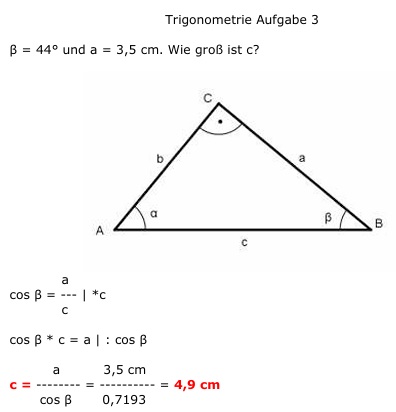 Trigonometrie Aufgabe 3
β = 44° und a = 3,5 cm. Wie groß ist c?
C
b
a
α
β
A
B
c
a
cos β = --- | *c
c
cos β * c = a | : cos β
a 3,5 cm
c = -------- = ---------- = 4,9 cm
cos β 0,7193